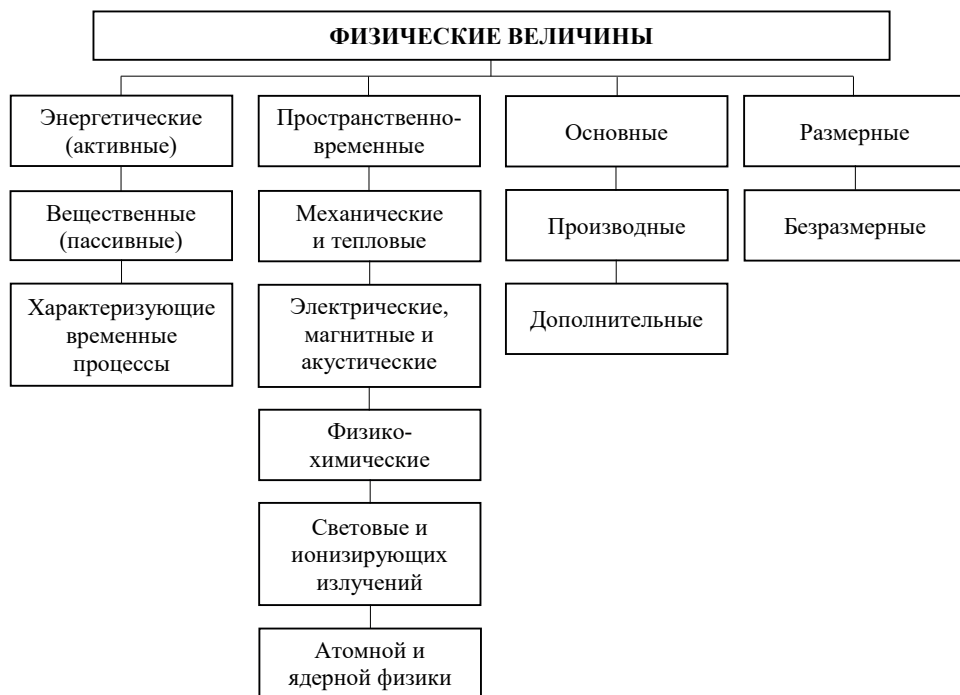 ФИЗИЧЕСКИЕ ВЕЛИЧИНЫ
Энергетические
(активные)
Вещественные
(пассивные)
Характеризующие
временные
процессы
Пространственно-
временные
Механические
и тепловые
Электрические,
магнитные и
акустические
Физико-
химические
Световые и
ионизирующих
излучений
Атомной и
ядерной физики
Основные
Производные
Дополнительные
Размерные
Безразмерные